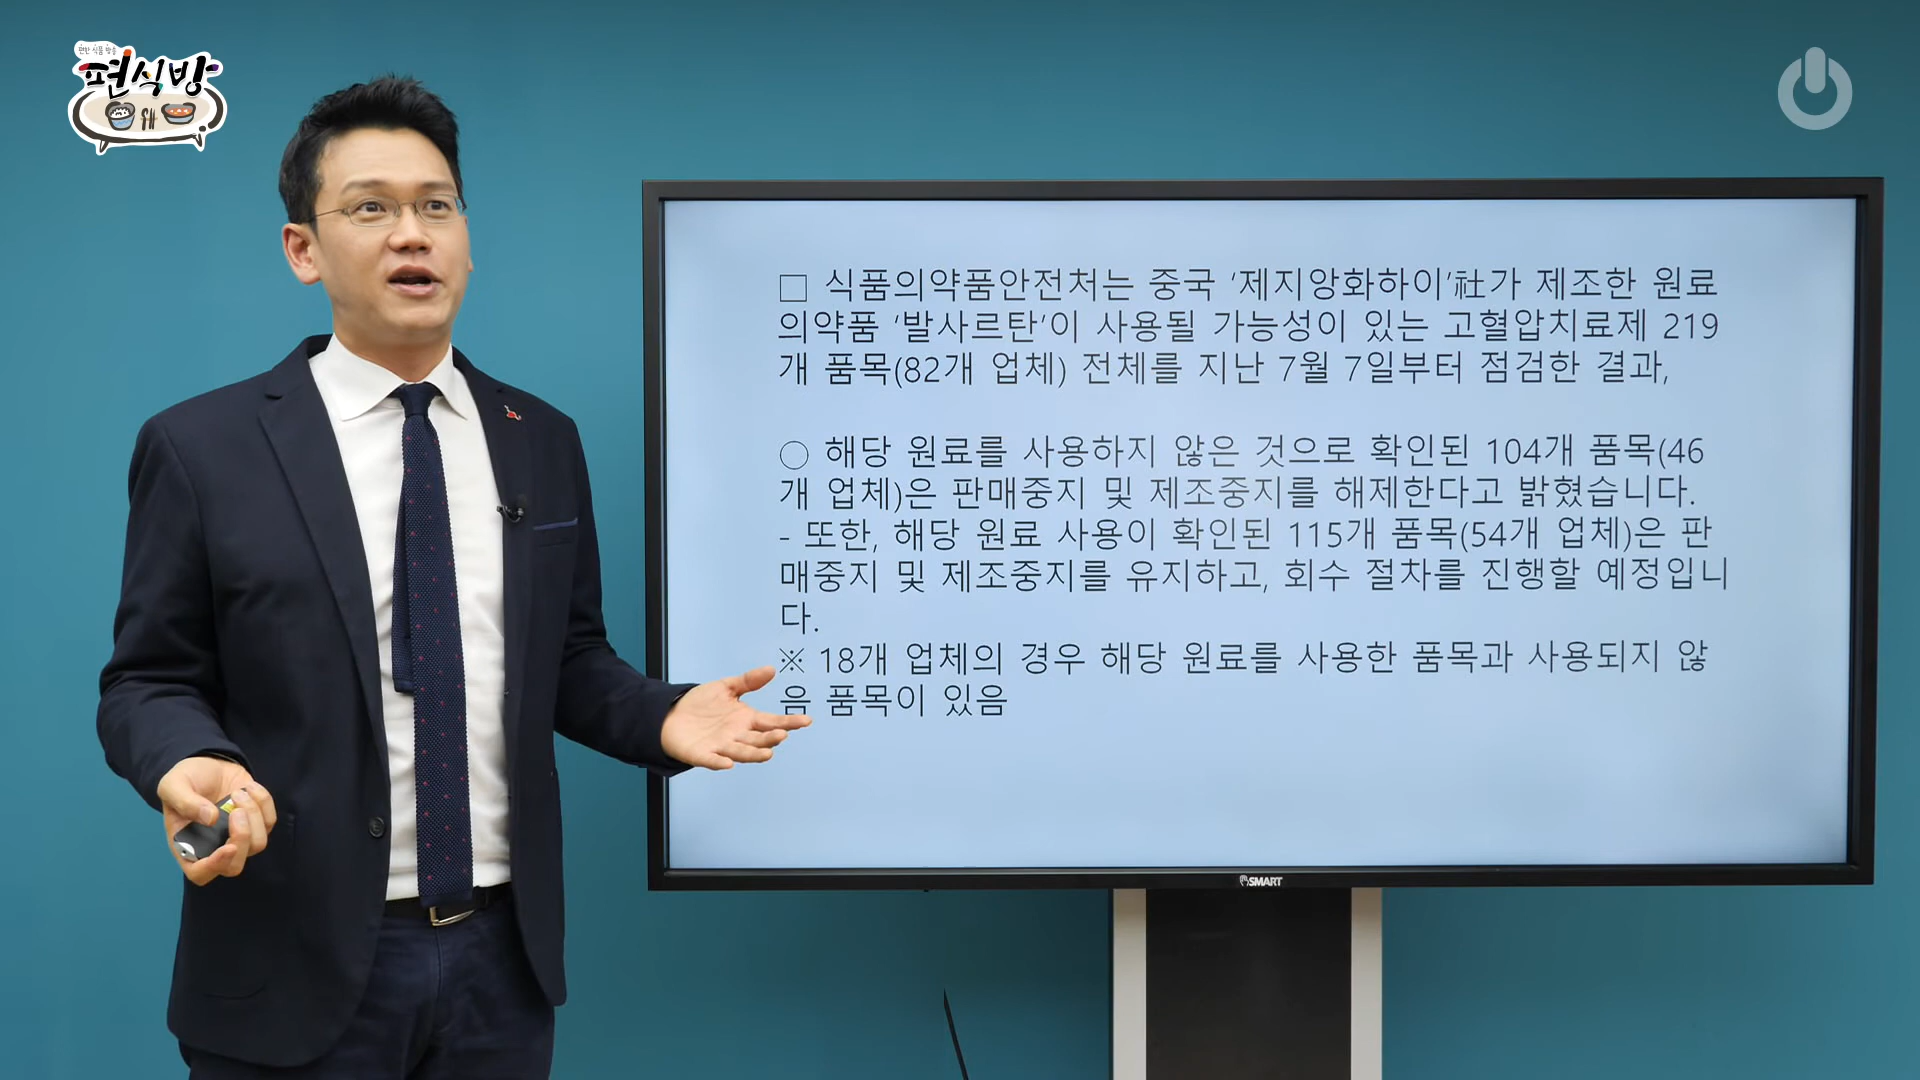 편한 식품 방송
편식방
□ 식품의약품안전처는 중국 ‘제지앙화하이’社가 제조한 원료
의약품 ‘발사르탄’이 사용될 가능성이 있는 고혈압치료제 219
개 품목(82개 업체) 전체를 지난 7월 7일부터 점검한 결과,
○ 해당 원료를 사용하지 않은 것으로 확인된 104개 품목(46
개 업체)은 판매중지 및 제조중지를 해제한다고 밝혔습니다.
- 또한, 해당 원료 사용이 확인된 115개 품목(54개 업체)은 판
매중지 및 제조중지를 유지하고, 회수 절차를 진행할 예정입니
다.
※ 18개 업체의 경우 해당 원료를 사용한 품목과 사용되지 않
음 품목이 있음
SMART